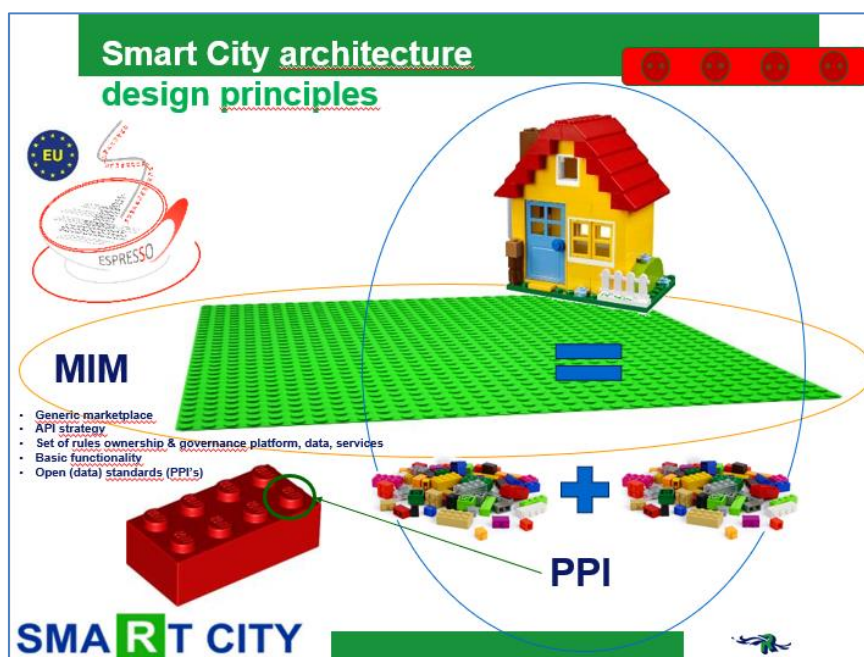 Smart City architecture
design principles
EU
ESPRESSO
MIM
• Generic marketplace
• API strategy
• Set of rules ownership & governance platform, data, services
• Basic functionality
• Open (data) standards (PPI's)
PPI
SMART CITY